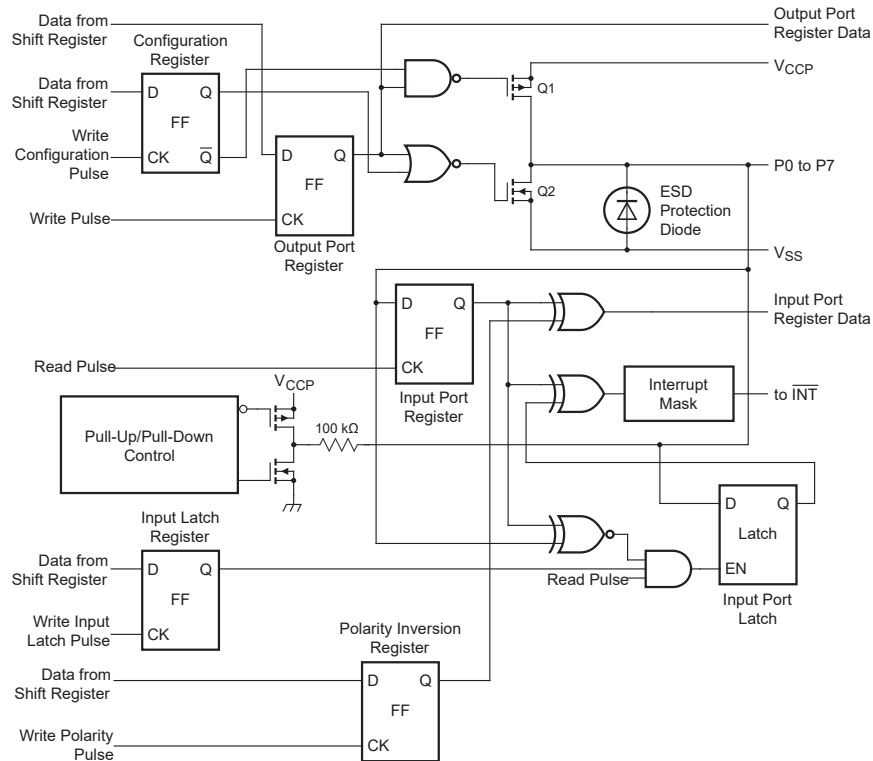 Data from
Shift Register
Configuration
Register
Output Port
Register Data
VCCP
Data from
Shift Register
D
Q
FF
CK
Q̅
Q1
Write
Configuration
Pulse
D
Q
FF
CK
P0 to P7
Q2
ESD
Protection
Diode
Write Pulse
Output Port
Register
VSS
D
Q
FF
CK
Input Port
Register Data
Read Pulse
Input Port
Register
Interrupt
Mask
to I̅N̅T̅
VCCP
Pull-Up/Pull-Down
Control
100 kΩ
D
Q
Latch
EN
Input Latch
Register
Data from
Shift Register
D
Q
FF
CK
Read Pulse
Input Port
Latch
Write Input
Latch Pulse
Polarity Inversion
Register
Data from
Shift Register
D
Q
FF
CK
Write Polarity
Pulse